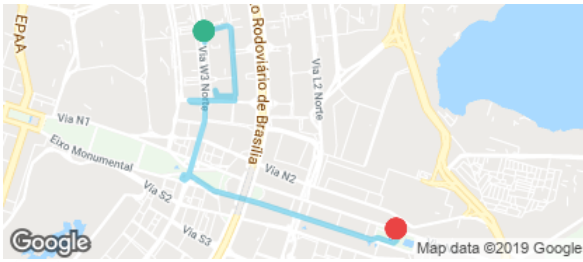 EPAA
Via W3 Norte
o Rodoviário de Brasília
Via L2 Norte
Via N1
Eixo Monumental
Via S2
Via N2
Via S3
Google
Map data ©2019 Google